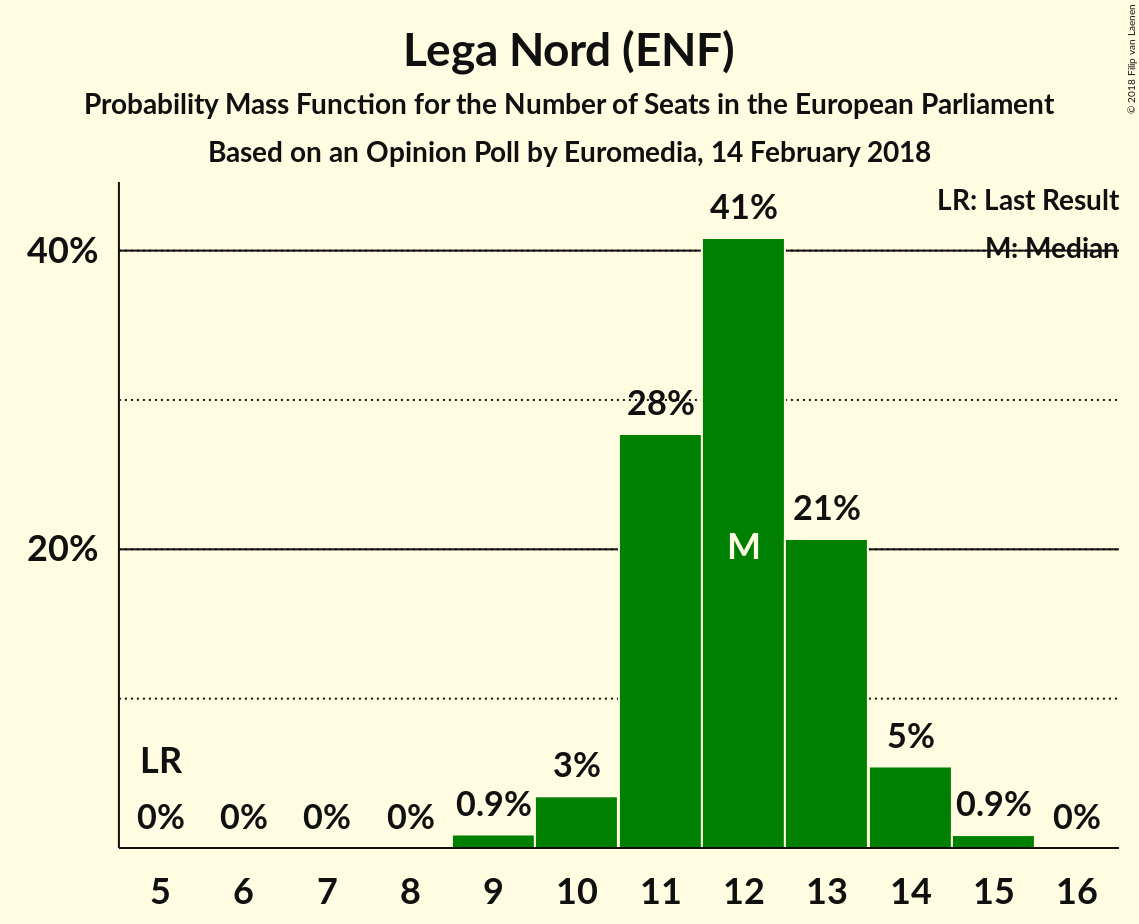 Lega Nord (ENF)
Probability Mass Function for the Number of Seats in the European Parliament
Based on an Opinion Poll by Euromedia, 14 February 2018
© 2018 Filip van Laenen
LR: Last Result
M: Median
40%
20%
41%
28%
21%
M
5%
3%
LR
0% 0% 0% 0% 0.9% 0.9% 0%
5 6 7 8 9 10 11 12 13 14 15 16